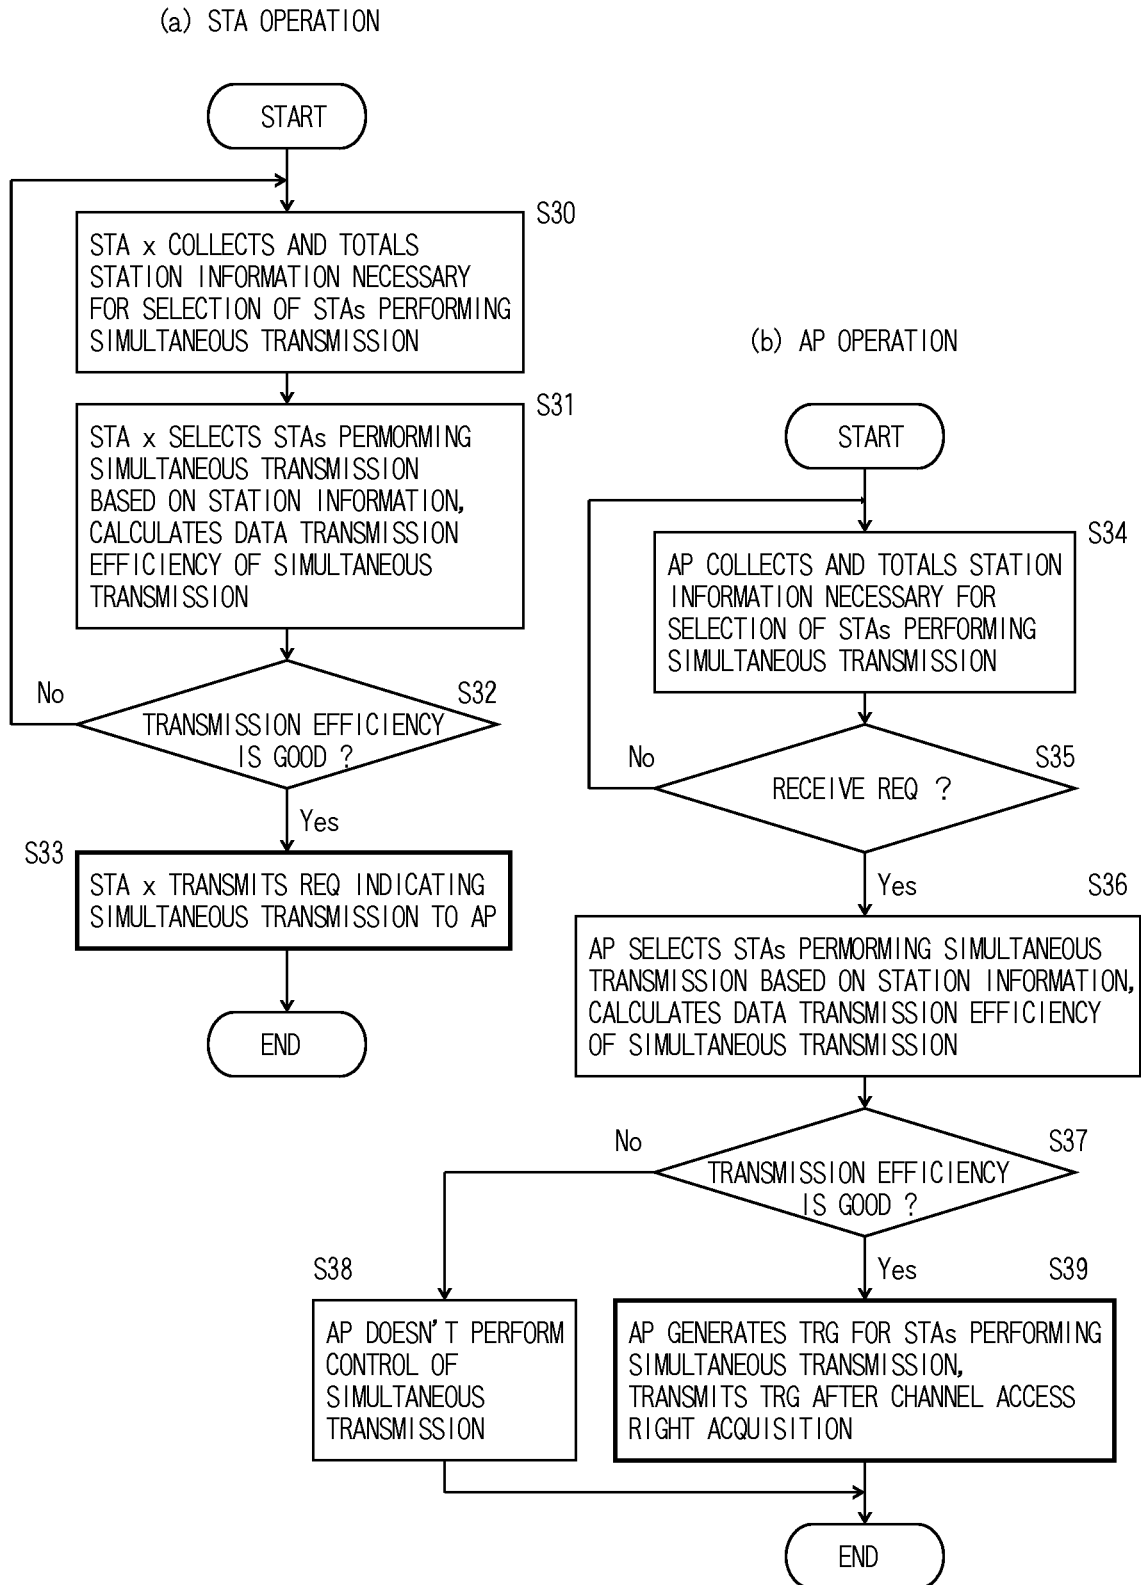 (a) STA OPERATION
START
S30
STA x COLLECTS AND TOTALS
STATION INFORMATION NECESSARY
FOR SELECTION OF STAs PERFORMING
SIMULTANEOUS TRANSMISSION
S31
STA x SELECTS STAs PERMORMING
SIMULTANEOUS TRANSMISSION
BASED ON STATION INFORMATION,
CALCULATES DATA TRANSMISSION
EFFICIENCY OF SIMULTANEOUS
TRANSMISSION
No
S32
TRANSMISSION EFFICIENCY
IS GOOD ?
Yes
S33
STA x TRANSMITS REQ INDICATING
SIMULTANEOUS TRANSMISSION TO AP
END
(b) AP OPERATION
START
S34
AP COLLECTS AND TOTALS STATION
INFORMATION NECESSARY FOR
SELECTION OF STAs PERFORMING
SIMULTANEOUS TRANSMISSION
No
S35
RECEIVE REQ ?
Yes
S36
AP SELECTS STAs PERMORMING SIMULTANEOUS
TRANSMISSION BASED ON STATION INFORMATION,
CALCULATES DATA TRANSMISSION EFFICIENCY
OF SIMULTANEOUS TRANSMISSION
No
S37
TRANSMISSION EFFICIENCY
IS GOOD ?
S38
Yes
S39
AP DOESN'T PERFORM
CONTROL OF
SIMULTANEOUS
TRANSMISSION
AP GENERATES TRG FOR STAs PERFORMING
SIMULTANEOUS TRANSMISSION,
TRANSMITS TRG AFTER CHANNEL ACCESS
RIGHT ACQUISITION
END